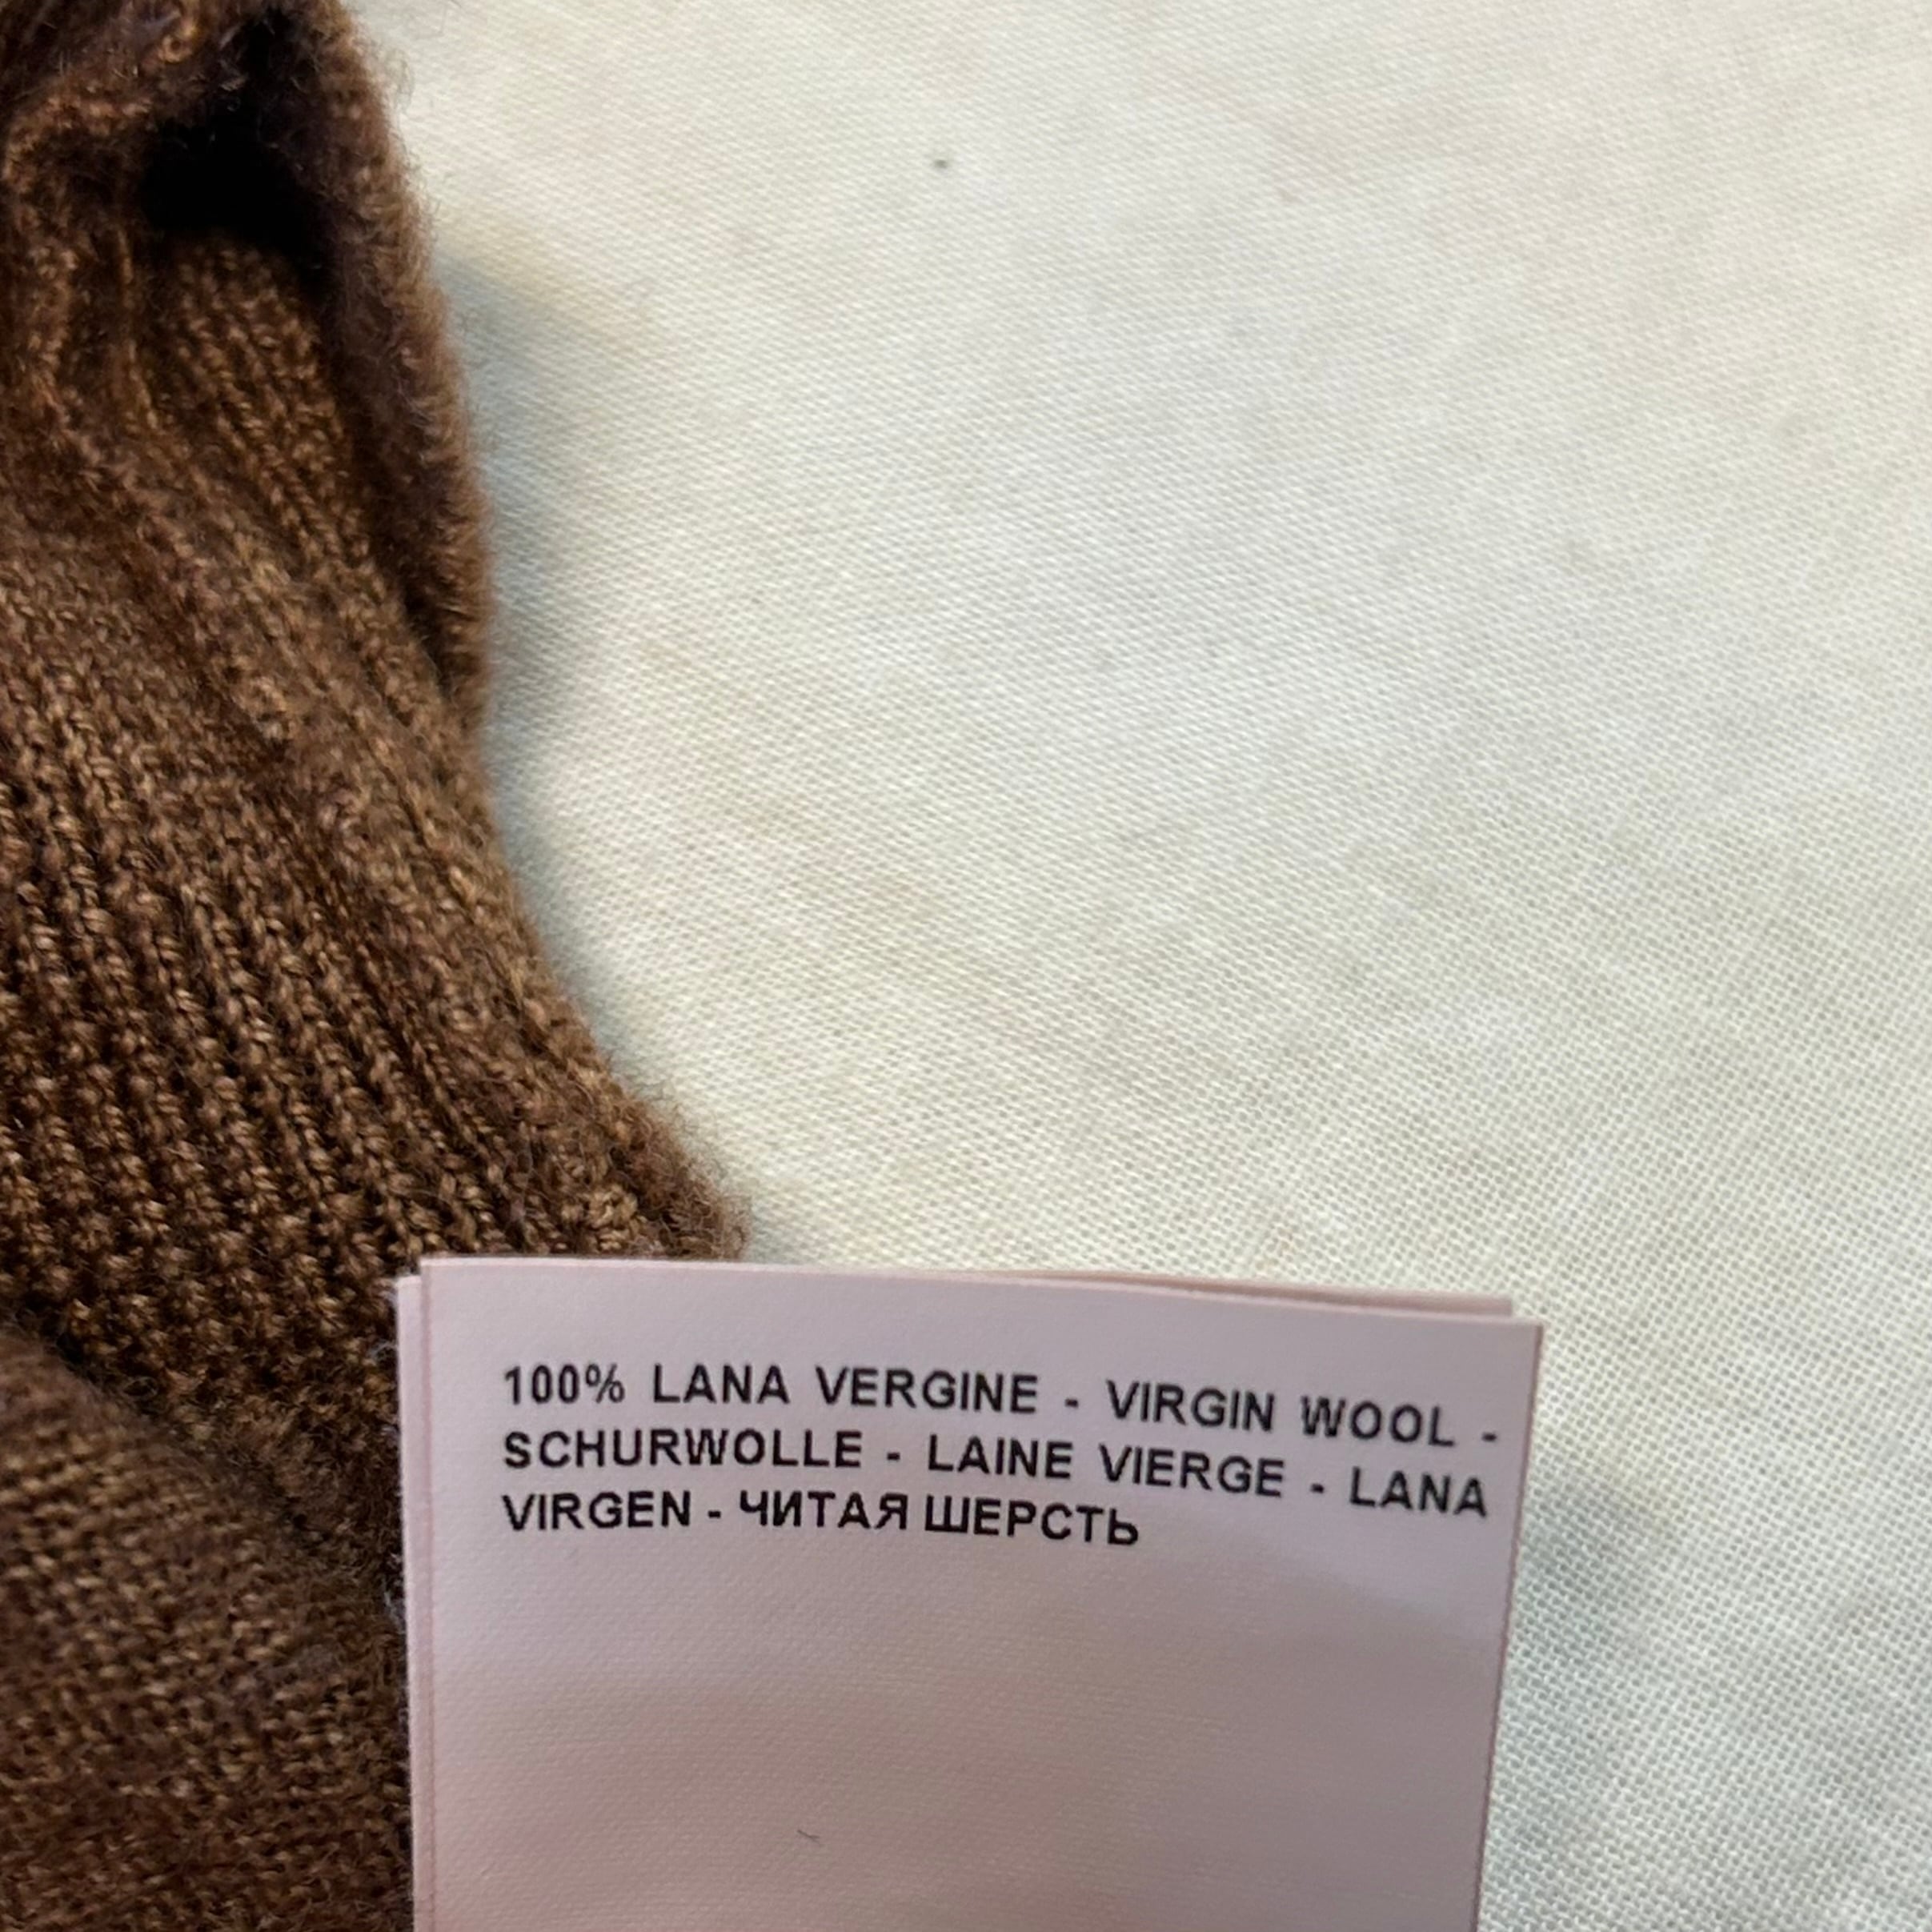 100% LANA VERGINE - VIRGIN WOOL -
SCHURWOLLE - LAINE VIERGE - LANA
VIRGEN - ЧИТАЯ ШЕРСТЬ